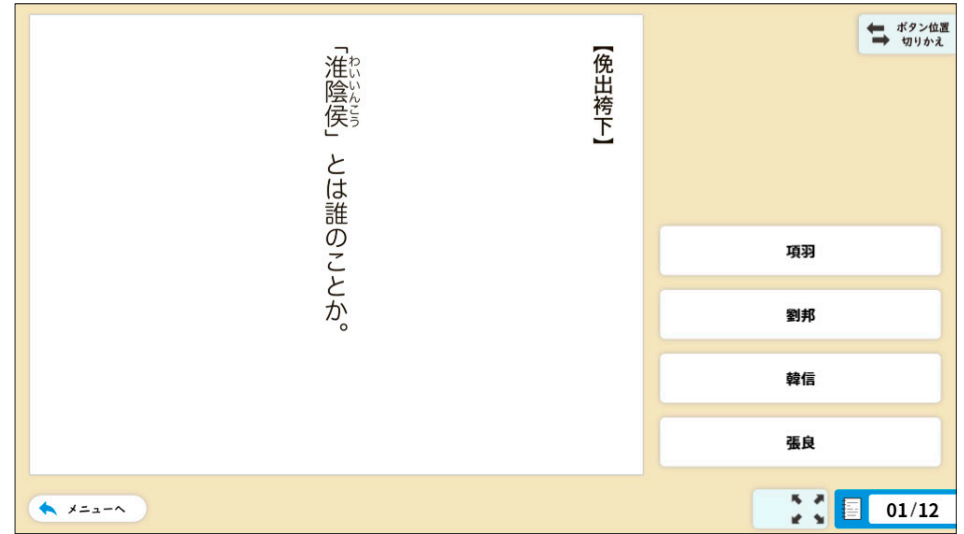 【俛出袴下】
「淮陰侯」とは誰のことか。
わいいんこう
ボタン位置
切りかえ
項羽
劉邦
韓信
張良
メニューへ
01/12